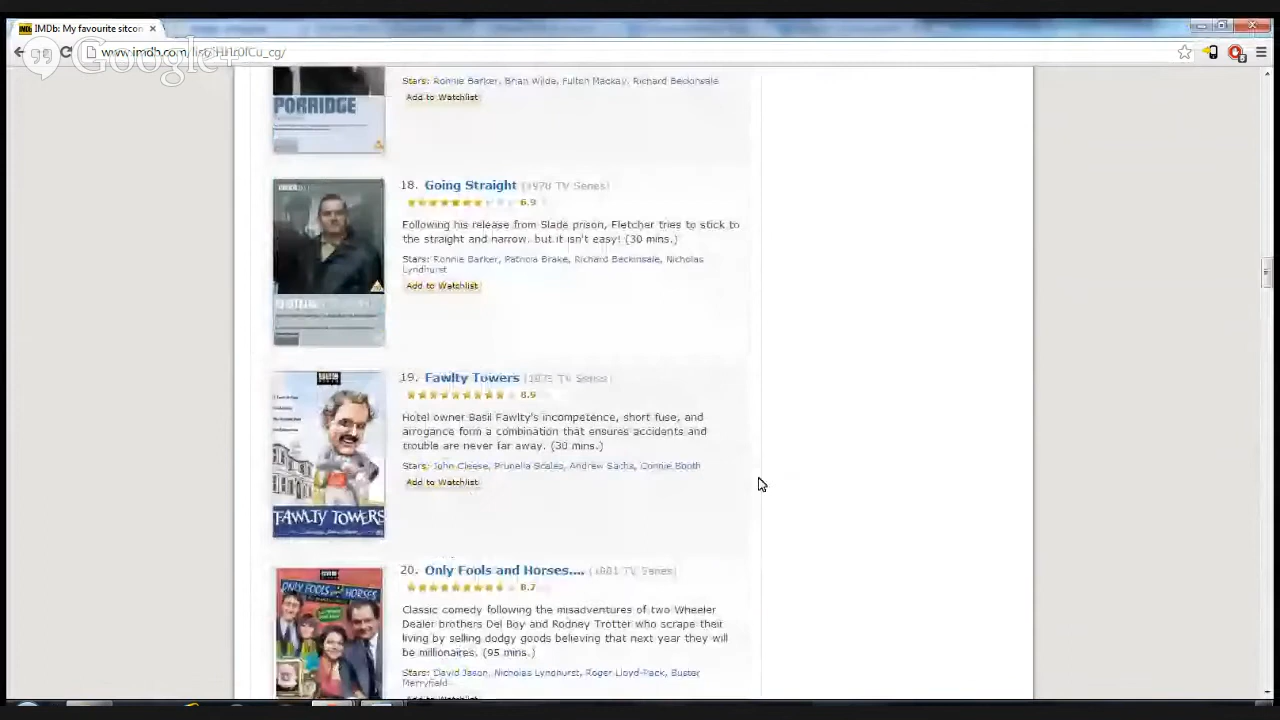 IMDb: My favourite sitcon
Google+
www.imdb.com/list
Stars: Ronnie Barker, Brian Wilde, Fulton Mackay, Richard Beckinsale
Add to Watchlist
PORRIDGE
18. Going Straight
6.9
Following his release from Slade prison, Fletcher tries to stick to
the straight and narrow. but it isn't easy! (30 mins.)
Stars: Ronnie Barker, Patricia Brake, Richard Beckinsale, Nicholas
Lyndhurst
Add to Watchlist
19. Fawlty Towers (1975 TV Series)
8.9
Hotel owner Basil Fawlty's incompetence, short fuse, and
arrogance form a combination that ensures accidents and
trouble are never far away. (30 mins.)
Stars: John Cleese, Prunella Scales, Andrew Sachs, Connie Booth
Add to Watchlist
FAWLTY TOWERS
20. Only Fools and Horses.... (1981 TV Series)
8.7
ONLY FOOLS HORSES
Classic comedy following the misadventures of two Wheeler
Dealer brothers Del Boy and Rodney Trotter who scrape their
living by selling dodgy goods believing that next year they will
be millionaires. (95 mins.)
Stars: David Jason, Nicholas Lyndhurst, Roger Lloyd-Pack, Buster
Merryfield
Add to Watchlist